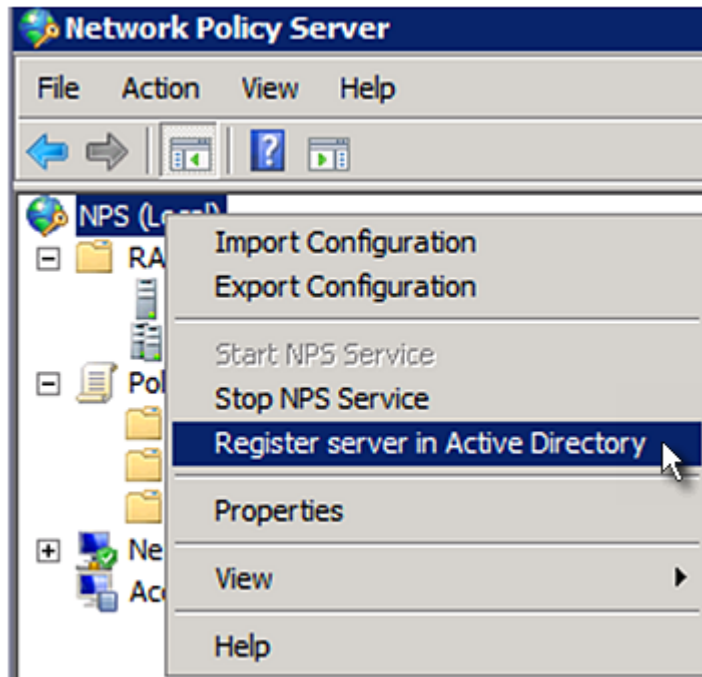 Network Policy Server
File Action View Help
NPS (Local)
Import Configuration
RA
Export Configuration
Start NPS Service
Pol
Stop NPS Service
Register server in Active Directory
Properties
Ne
View
Acc
Help